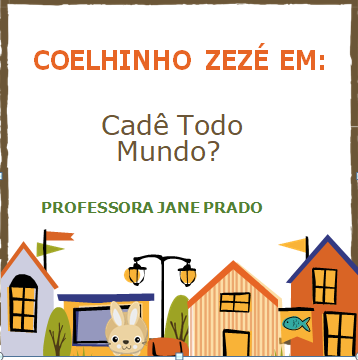 COELHINHO ZEZÉ EM:
Cadê Todo
Mundo?
PROFESSORA JANE PRADO